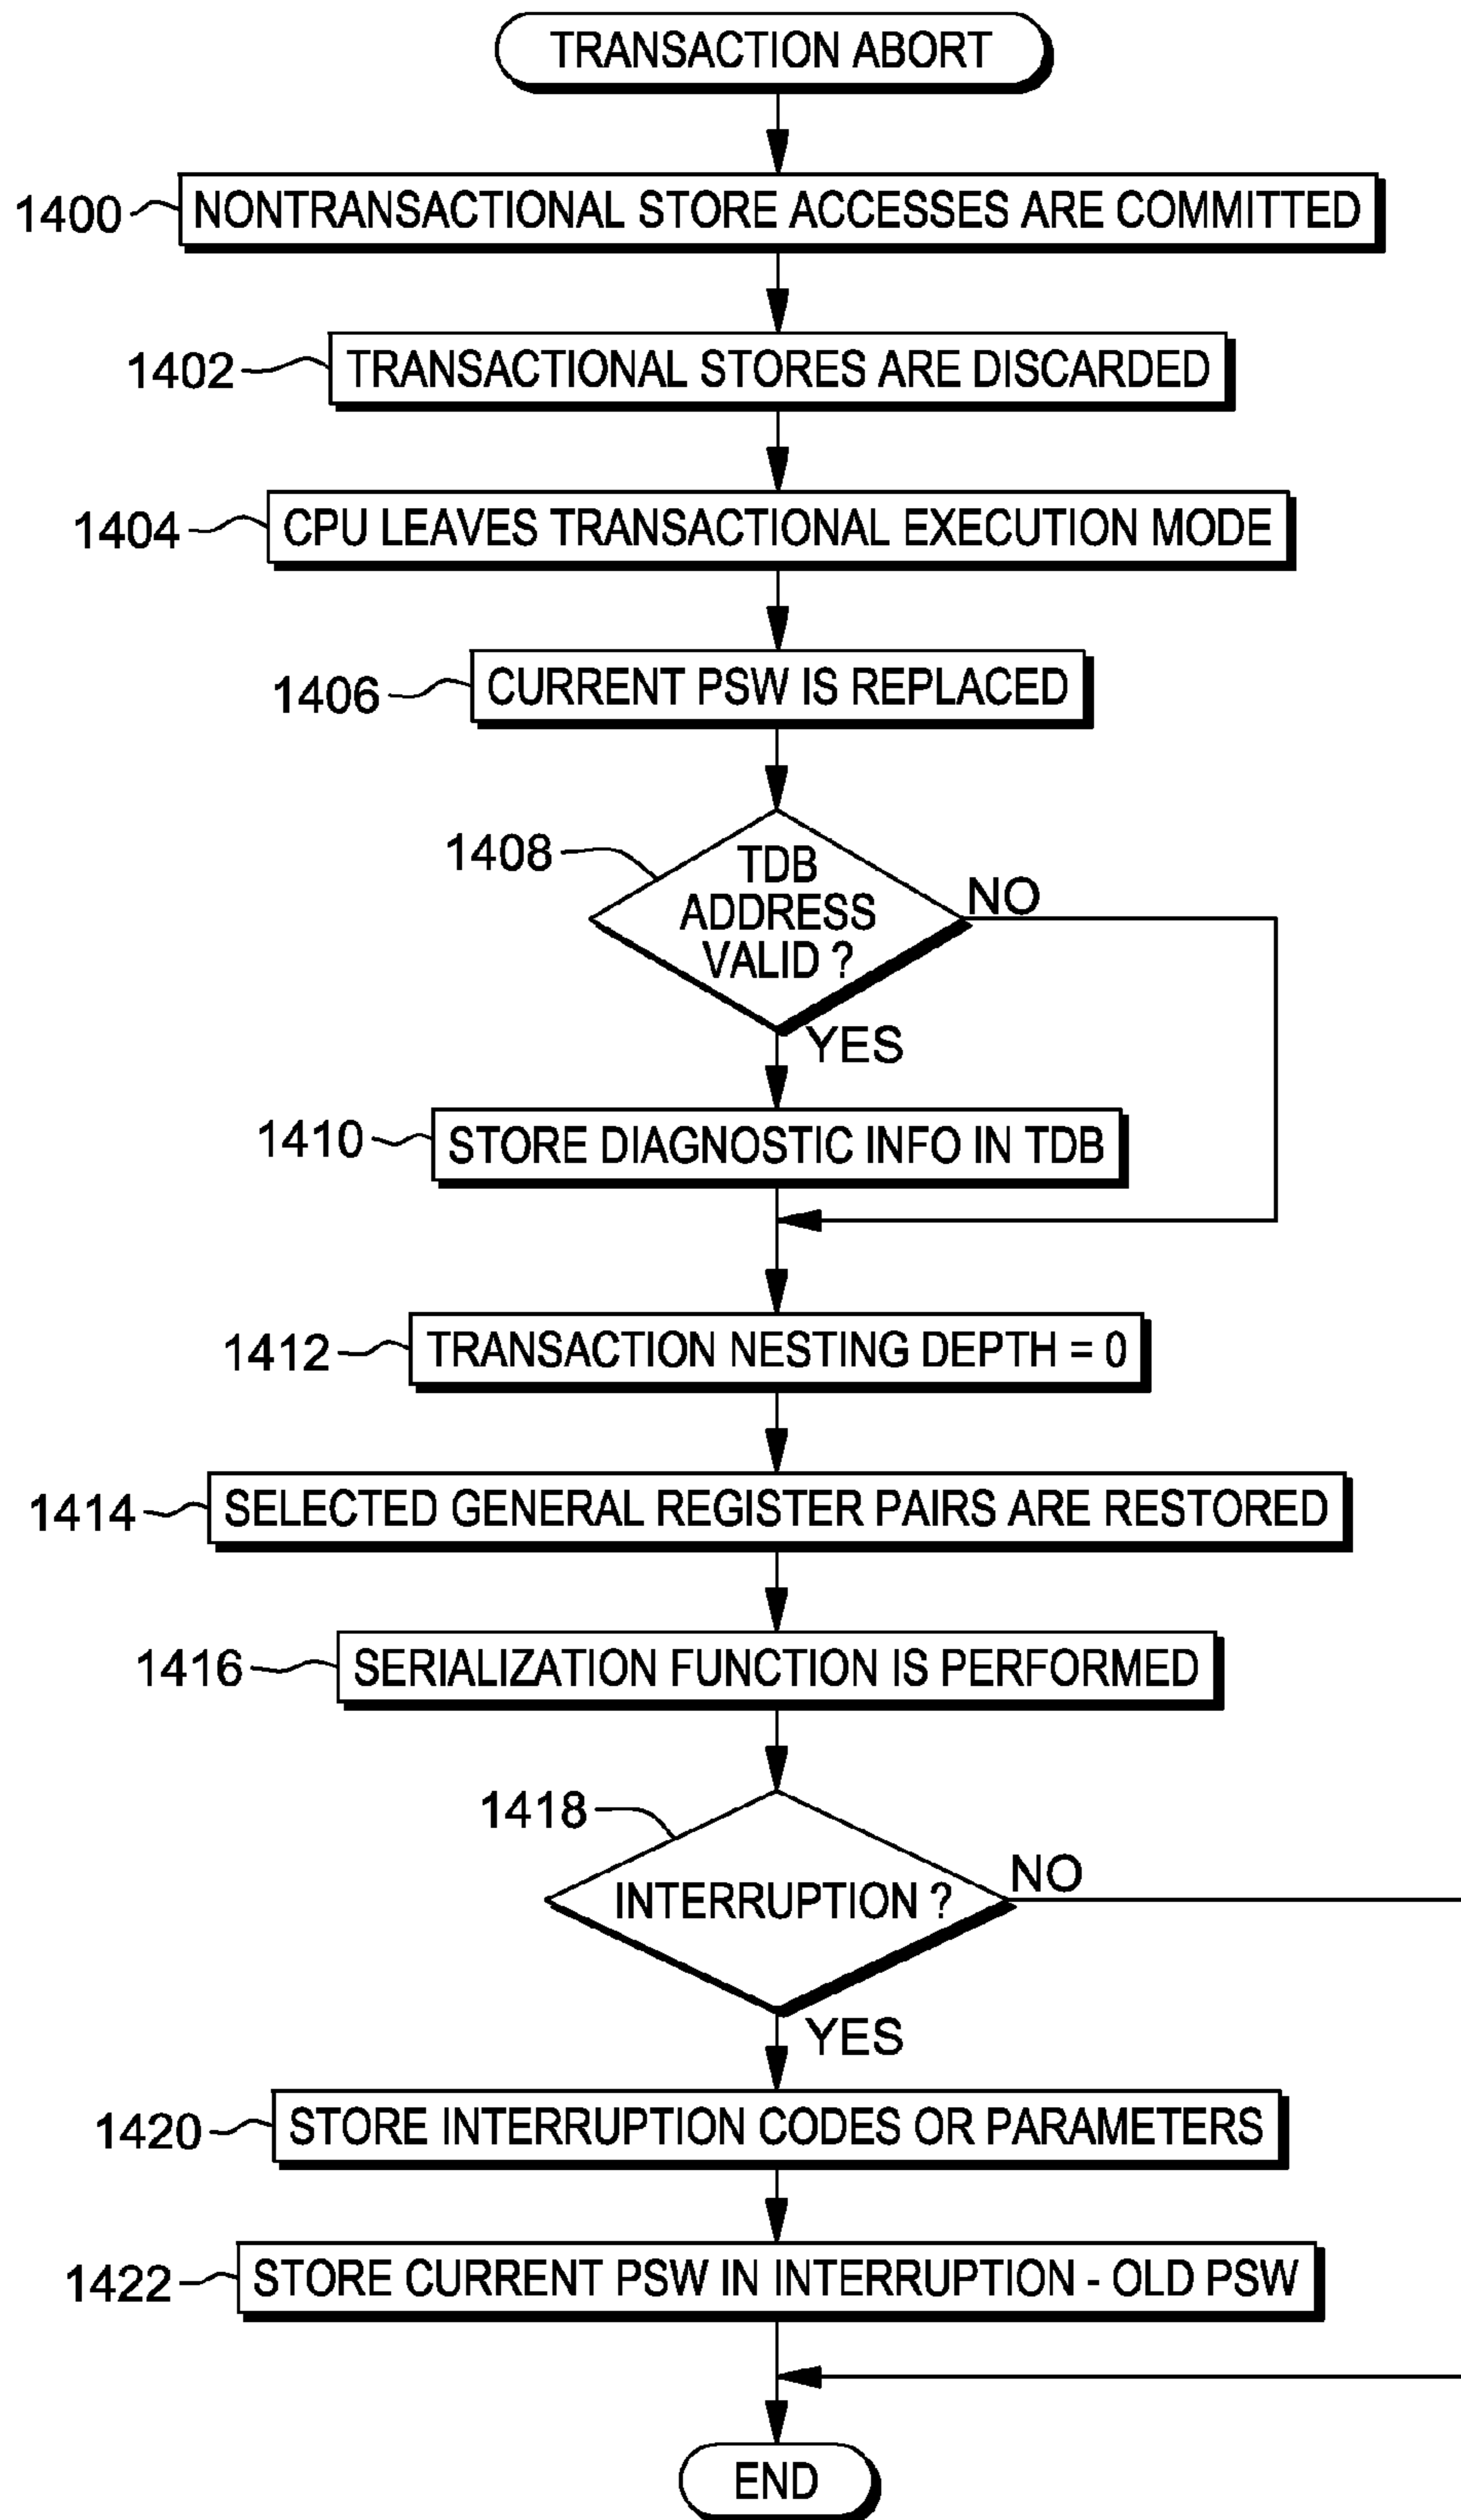 TRANSACTION ABORT
1400 NONTRANSACTIONAL STORE ACCESSES ARE COMMITTED
1402 TRANSACTIONAL STORES ARE DISCARDED
1404 CPU LEAVES TRANSACTIONAL EXECUTION MODE
1406 CURRENT PSW IS REPLACED
1408
TDB
ADDRESS
VALID ?
NO
YES
1410 STORE DIAGNOSTIC INFO IN TDB
1412 TRANSACTION NESTING DEPTH = 0
1414 SELECTED GENERAL REGISTER PAIRS ARE RESTORED
1416 SERIALIZATION FUNCTION IS PERFORMED
1418
INTERRUPTION ?
NO
YES
1420 STORE INTERRUPTION CODES OR PARAMETERS
1422 STORE CURRENT PSW IN INTERRUPTION - OLD PSW
END